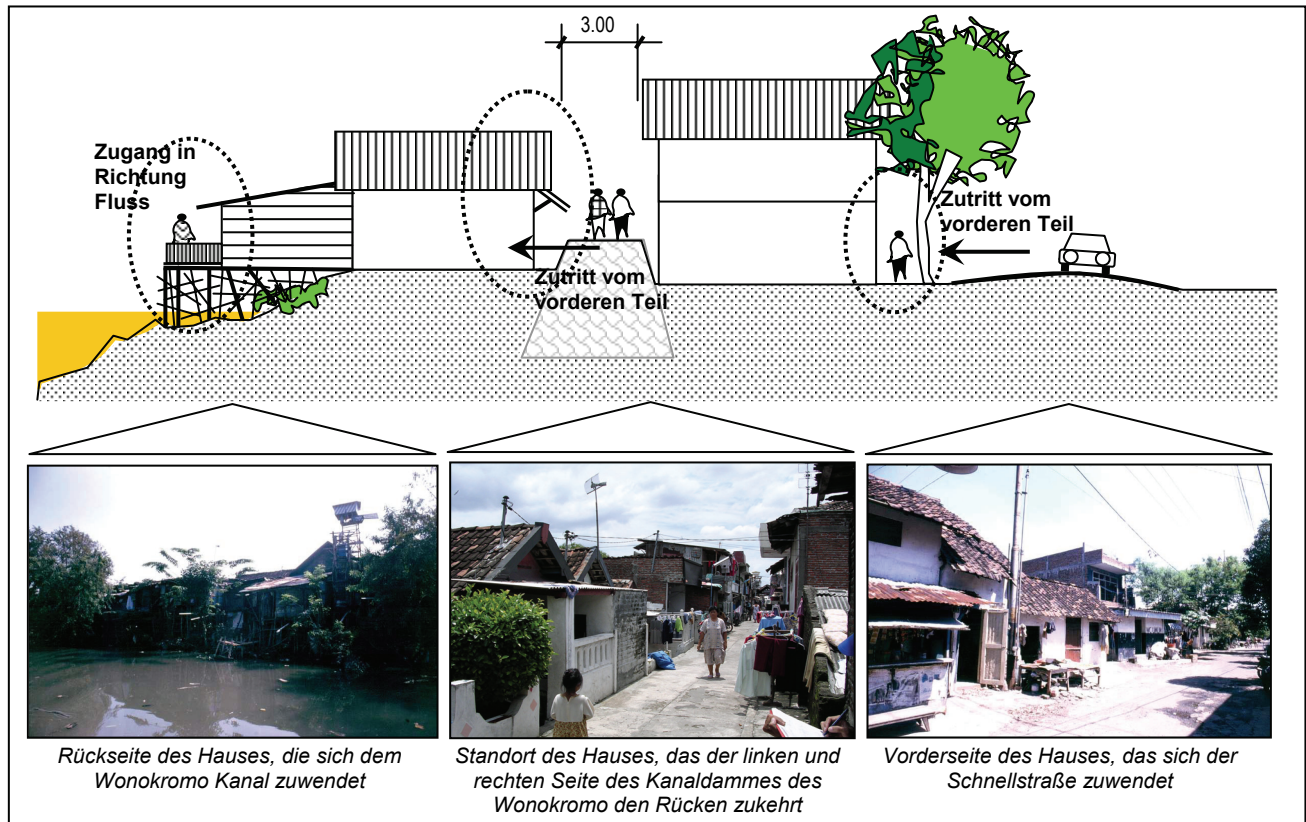 3.00
Zugang in
Richtung
Fluss
Zutritt vom
vorderen Teil
Zutritt vom
vorderen Teil
Rückseite des Hauses, die sich dem
Wonokromo Kanal zuwendet
Standort des Hauses, das der linken und
rechten Seite des Kanaldammes des
Wonokromo den Rücken zukehrt
Vorderseite des Hauses, das sich der
Schnellstraße zuwendet